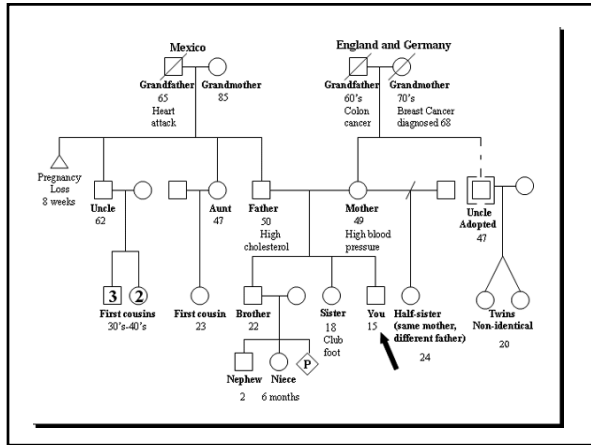 Mexico
England and Germany
Grandfather
65
Heart
attack
Grandmother
85
Grandfather
60's
Colon
cancer
Grandmother
70's
Breast Cancer
diagnosed 68
Pregnancy
Loss
8 weeks
Uncle
62
Aunt
47
Father
50
High
cholesterol
Mother
49
High blood
pressure
Uncle
Adopted
47
3
2
First cousins
30's-40's
First cousin
23
Brother
22
Sister
18
Club
foot
You
15
Half-sister
(same mother,
different father)
24
Twins
Non-identical
20
P
Nephew
2
Niece
6 months